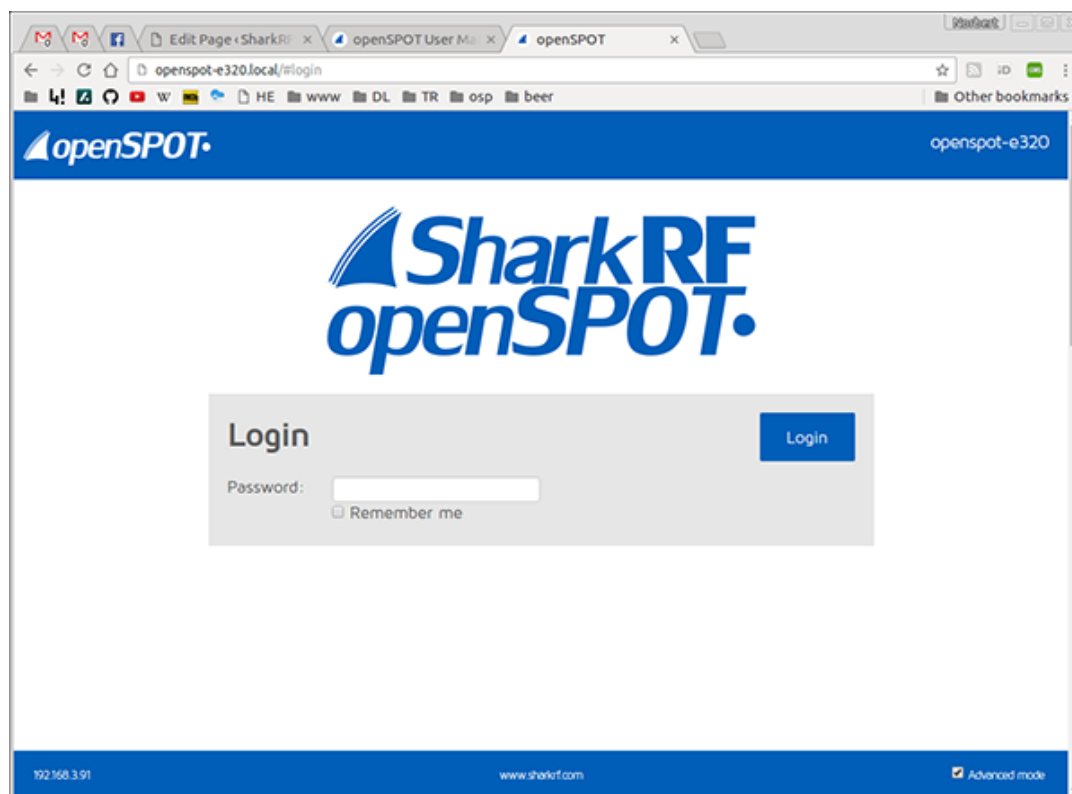 Edit Page ‹ SharkRF
openSPOT User Ma
openSPOT
openspot-e320.local/#login
W
HE
www
DL
TR
osp
beer
Other bookmarks
openSPOT
openspot-e320
SharkRF
openSPOT
Login
Login
Password:
Remember me
192.168.3.91
www.sharkrf.com
Advanced mode